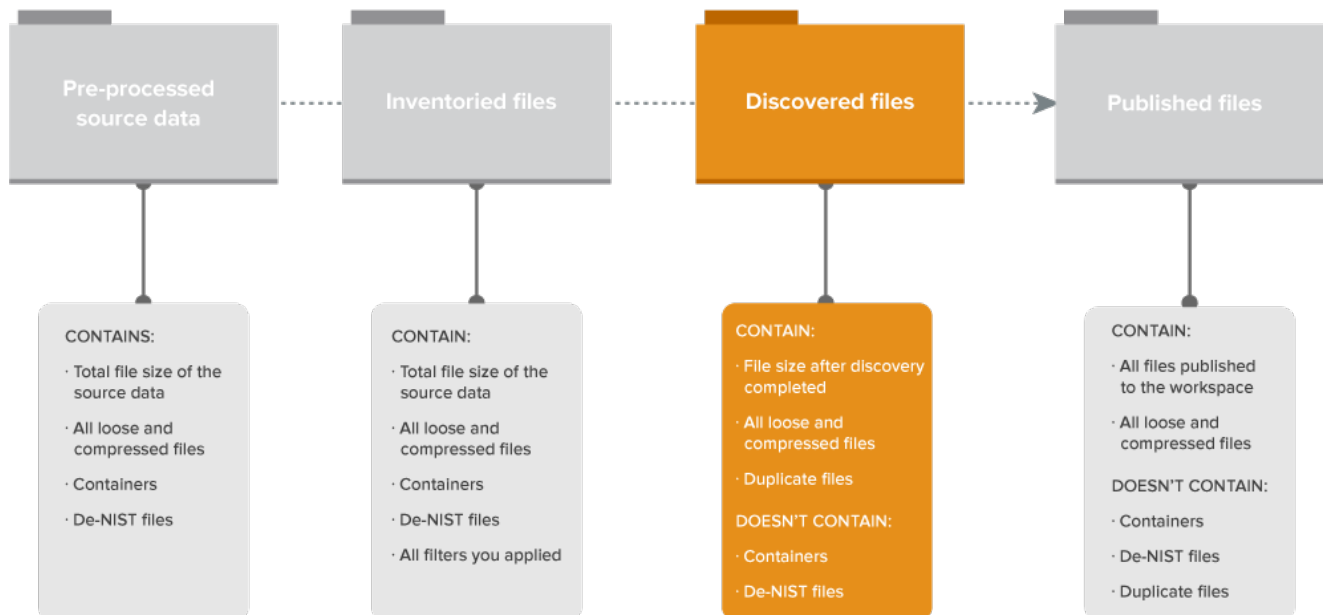 Pre-processed
source data
Inventoried files
Discovered files
Published files
CONTAINS:
· Total file size of the
source data
· All loose and
compressed files
· Containers
· De-NIST files
CONTAIN:
· Total file size of the
source data
· All loose and
compressed files
· Containers
· De-NIST files
· All filters you applied
CONTAIN:
· File size after discovery
completed
· All loose and
compressed files
· Duplicate files
DOESN'T CONTAIN:
· Containers
· De-NIST files
CONTAIN:
· All files published
to the workspace
· All loose and
compressed files
DOESN'T CONTAIN:
· Containers
· De-NIST files
· Duplicate files